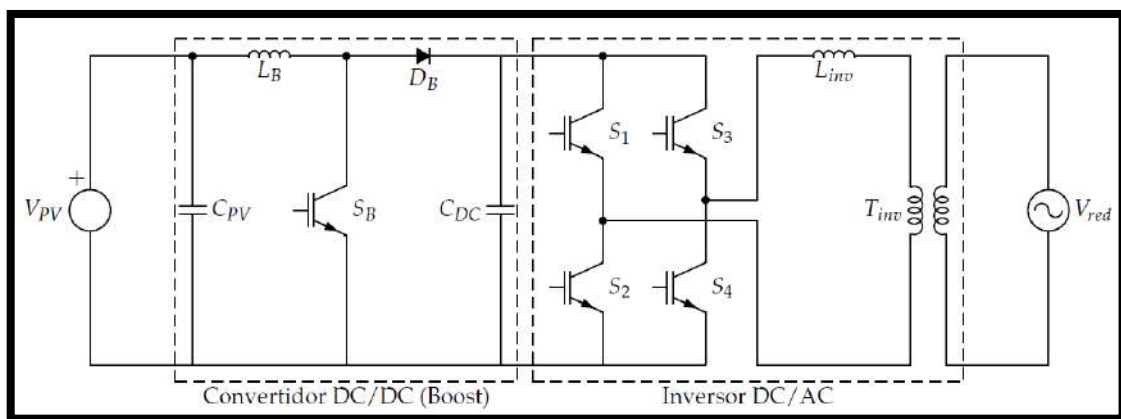 L_B
D_B
L_inv
S_1
S_3
+
V_PV
C_PV
S_B
C_DC
T_inv
V_red
S_2
S_4
Convertidor DC/DC (Boost)
Inversor DC/AC